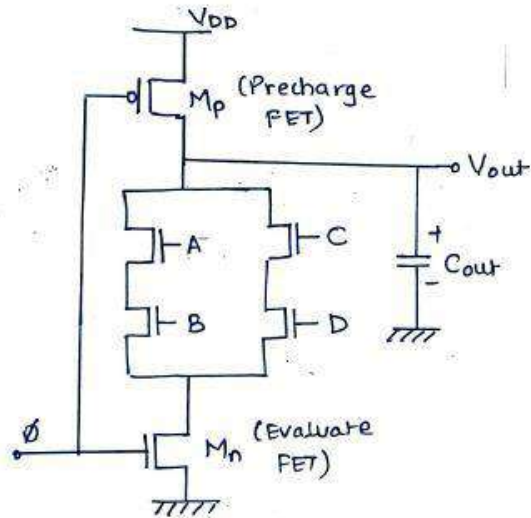 VDD
Mp (Precharge
FET)
Vout
A
C
+
Cout
-
B
D
ϕ
Mn (Evaluate
FET)